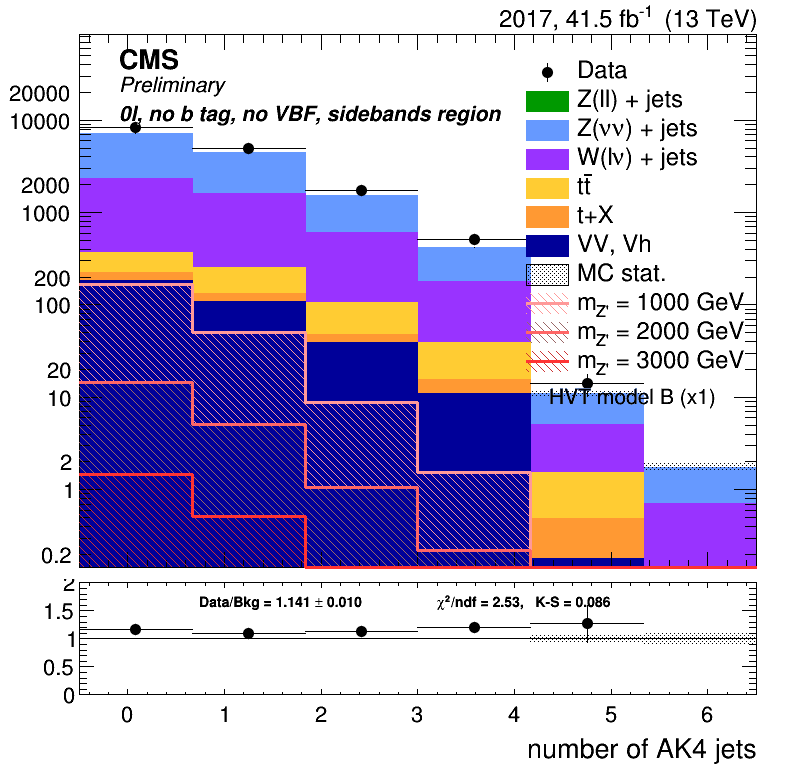 2017, 41.5 fb⁻¹ (13 TeV)
CMS
Preliminary
0l, no b tag, no VBF, sidebands region
Data
Z(ll) + jets
Z(νν) + jets
W(lν) + jets
tt̄
t+X
VV, Vh
MC stat.
m_Z' = 1000 GeV
m_Z' = 2000 GeV
m_Z' = 3000 GeV
HVT model B (x1)
20000
10000
2000
1000
200
100
20
10
2
1
0.2
Data/Bkg = 1.141 ± 0.010
χ²/ndf = 2.53, K-S = 0.086
2
1.5
1
0.5
0
0 1 2 3 4 5 6
number of AK4 jets